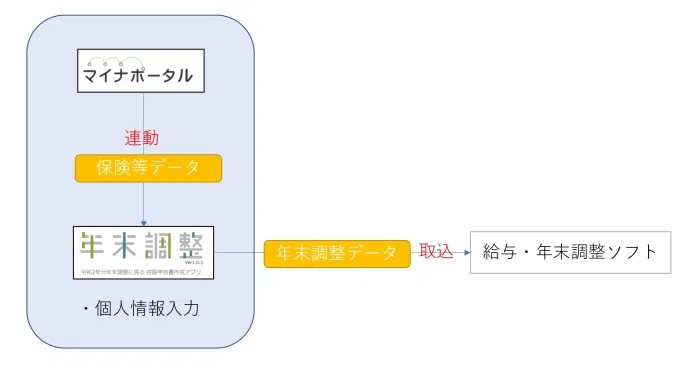 マイナポータル
連動
保険等データ
年末調整
Ver1.0.1
令和2年分年末調整に係る 控除申告書作成アプリ
・個人情報入力
年末調整データ
取込
給与・年末調整ソフト